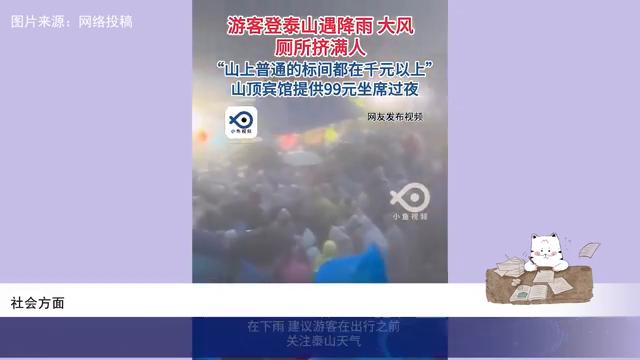 图片来源：网络投稿
游客登泰山遇降雨 大风
厕所挤满人
“山上普通的标间都在千元以上”
山顶宾馆提供99元坐席过夜
小鱼视频
网友发布视频
小鱼视频
社会方面
在下雨 建议游客在出行之前
关注泰山天气